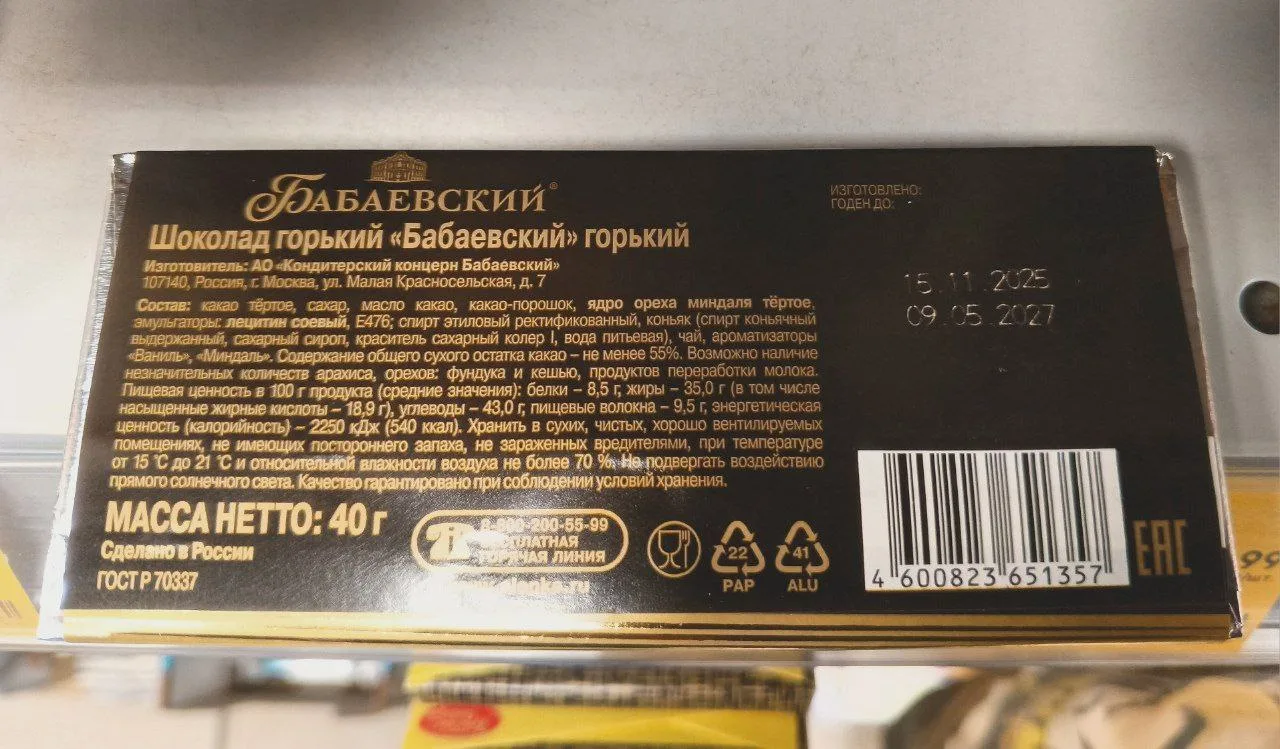 БАБАЕВСКИЙ®
Шоколад горький «Бабаевский» горький
Изготовитель: АО «Кондитерский концерн Бабаевский»
107140, Россия, г. Москва, ул. Малая Красносельская, д. 7
Состав: какао тёртое, сахар, масло какао, какао-порошок, ядро ореха миндаля тёртое,
эмульгаторы: лецитин соевый, Е476; спирт этиловый ректификованный, коньяк (спирт коньячный
выдержанный, сахарный сироп, краситель сахарный колер I, вода питьевая), чай, ароматизаторы
«Ваниль», «Миндаль». Содержание общего сухого остатка какао – не менее 55%. Возможно наличие
незначительных количеств арахиса, орехов: фундука и кешью, продуктов переработки молока.
Пищевая ценность в 100 г продукта (средние значения): белки – 8,5 г, жиры – 35,0 г (в том числе
насыщенные жирные кислоты – 18,9 г), углеводы – 43,0 г, пищевые волокна – 9,5 г, энергетическая
ценность (калорийность) – 2250 кДж (540 ккал). Хранить в сухих, чистых, хорошо вентилируемых
помещениях, не имеющих постороннего запаха, не зараженных вредителями, при температуре
от 15 °С до 21 °С и относительной влажности воздуха не более 70 %. Не подвергать воздействию
прямого солнечного света. Качество гарантировано при соблюдении условий хранения.
МАССА НЕТТО: 40 г
Сделано в России
ГОСТ Р 70337
8-800-200-55-99
ГОРЯЧАЯ ЛИНИЯ
22
PAP
41
ALU
ИЗГОТОВЛЕНО:
ГОДЕН ДО:
15.11.2025
09.05.2027
4 600823 651357
EAC
99